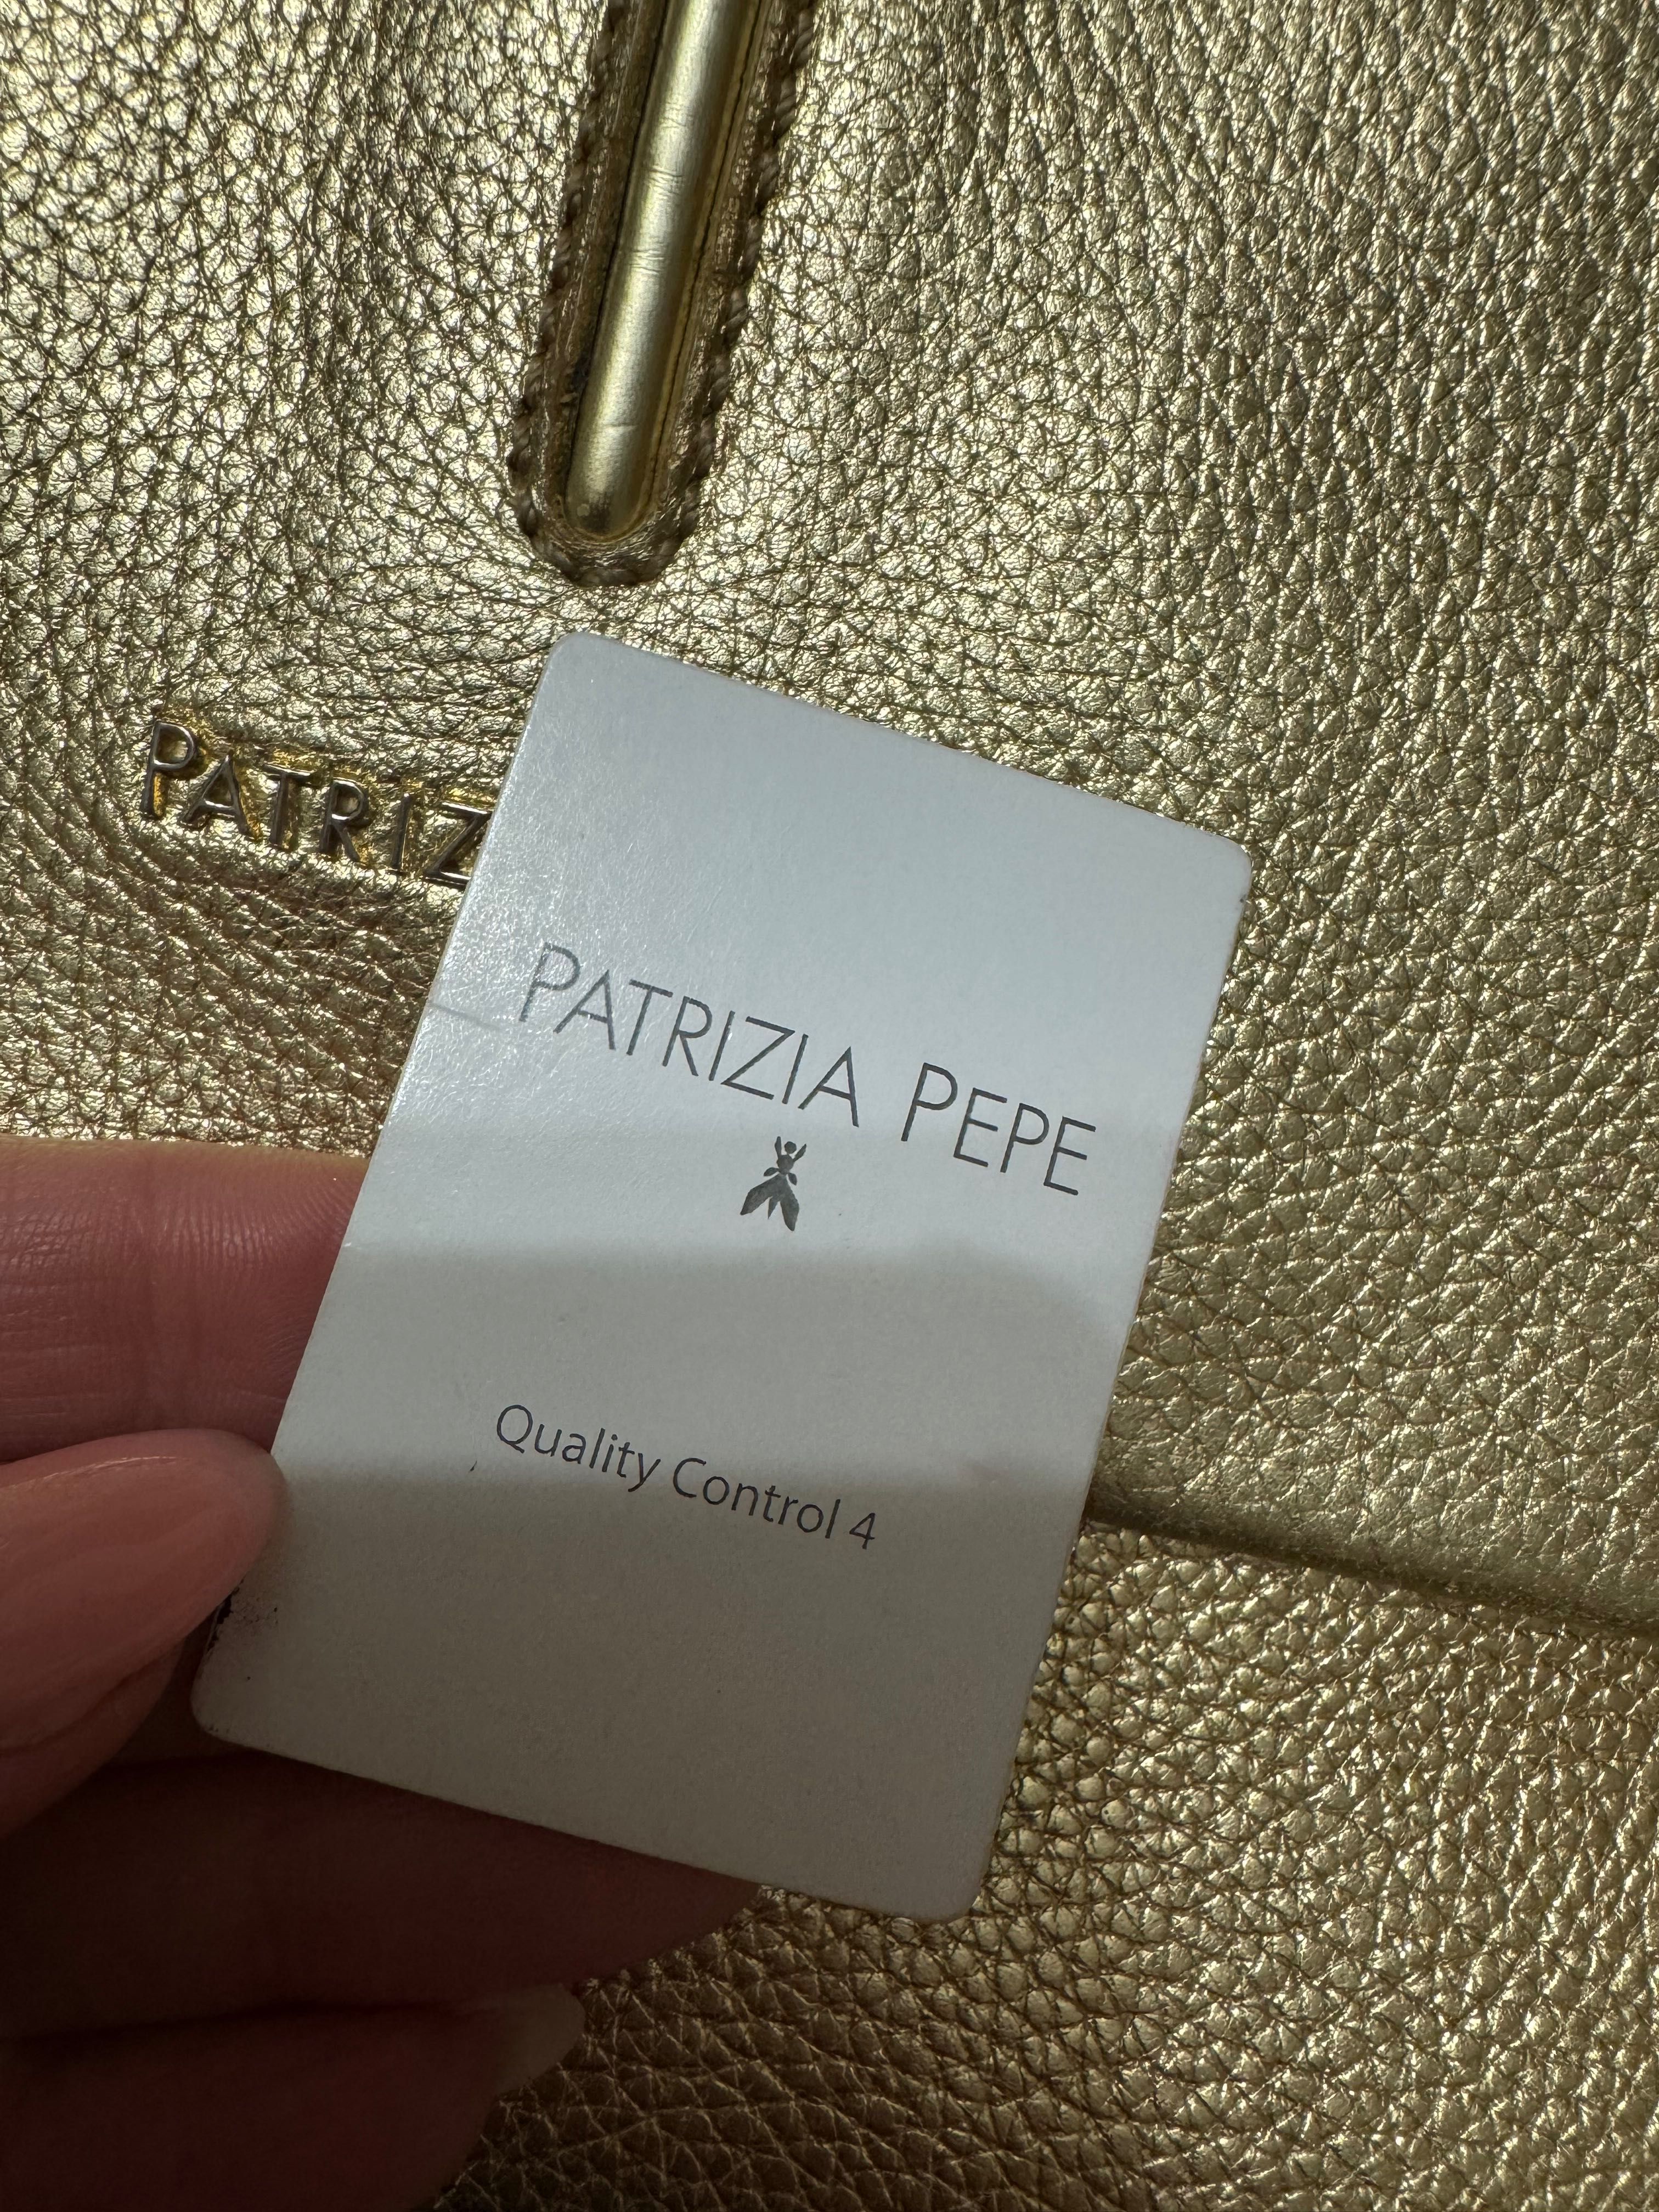 PATRIZ
PATRIZIA PEPE
Quality Control 4